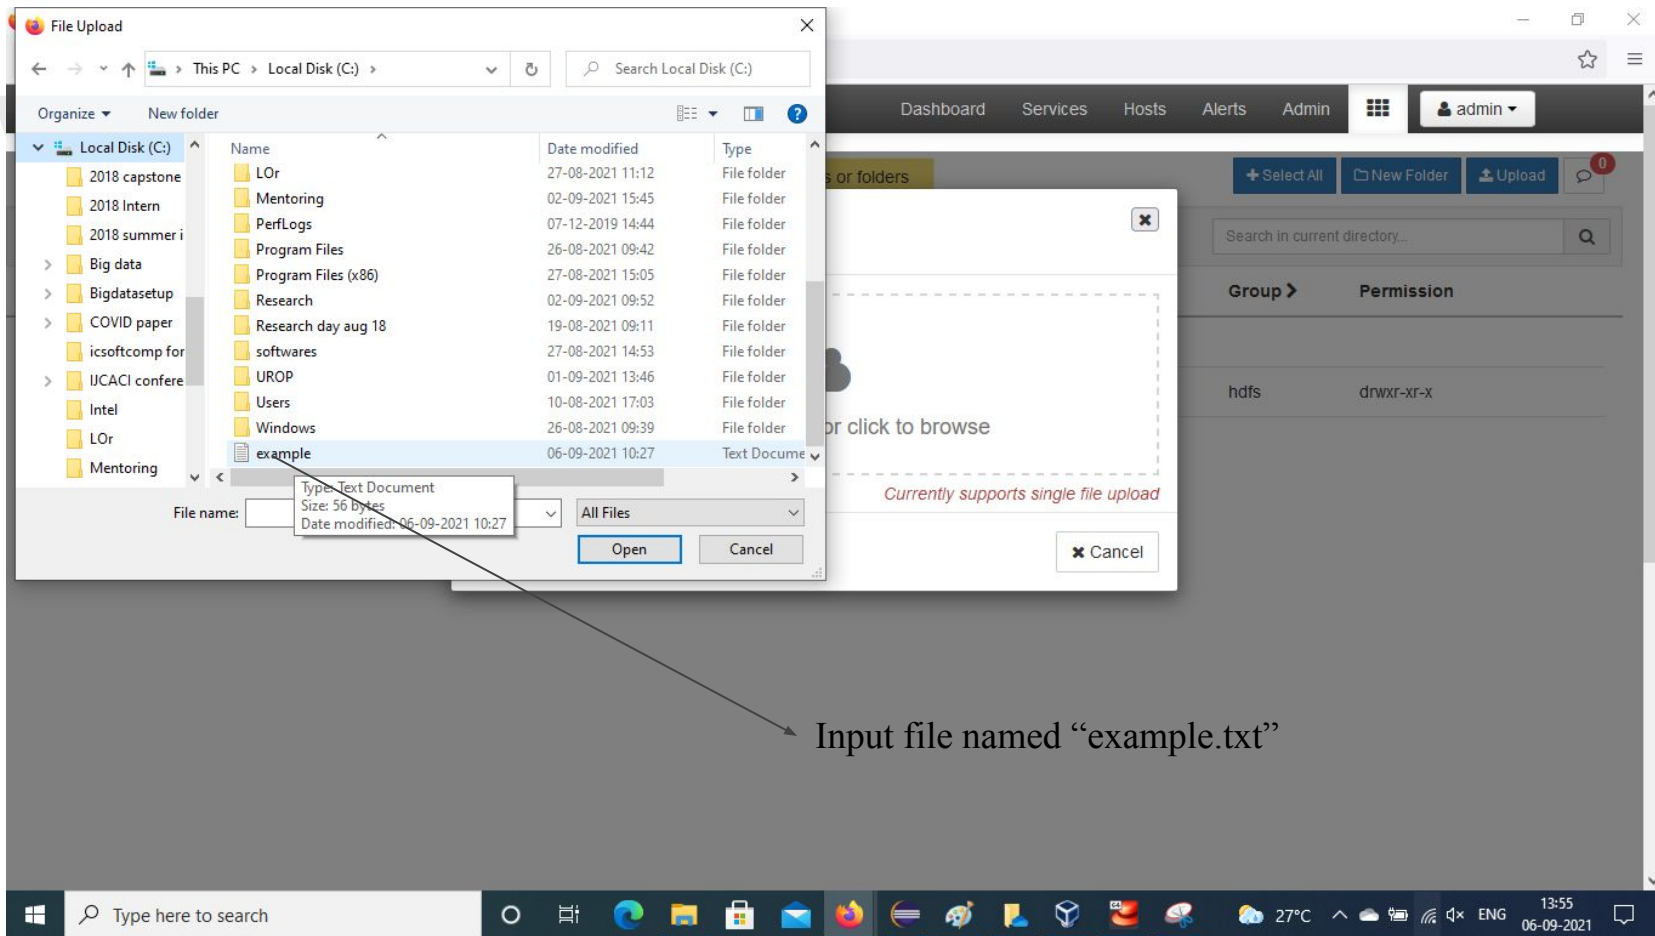 File Upload
This PC > Local Disk (C:) >
Search Local Disk (C:)
Organize
New folder
Dashboard Services Hosts Alerts Admin admin
Local Disk (C:)
2018 capstone
2018 Intern
2018 summer i
Big data
Bigdatasetup
COVID paper
icsoftcomp for
IJCACI confere
Intel
LOr
Mentoring
Name Date modified Type
LOr 27-08-2021 11:12 File folder
Mentoring 02-09-2021 15:45 File folder
PerfLogs 07-12-2019 14:44 File folder
Program Files 26-08-2021 09:42 File folder
Program Files (x86) 27-08-2021 15:05 File folder
Research 02-09-2021 09:52 File folder
Research day aug 18 19-08-2021 09:11 File folder
softwares 27-08-2021 14:53 File folder
UROP 01-09-2021 13:46 File folder
Users 10-08-2021 17:03 File folder
Windows 26-08-2021 09:39 File folder
example 06-09-2021 10:27 Text Docume
Type: Text Document
Size: 56 bytes
Date modified: 06-09-2021 10:27
File name:
All Files
Open Cancel
s or folders
Select All New Folder Upload 0
Search in current directory...
Group Permission
hdfs drwxr-xr-x
or click to browse
Currently supports single file upload
Cancel
Input file named “example.txt”
Type here to search
27°C ENG
13:55
06-09-2021